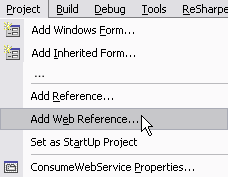 Project Build Debug Tools ReSharpe
Add Windows Form...
Add Inherited Form...
...
Add Reference...
Add Web Reference...
Set as StartUp Project
ConsumeWebService Properties...